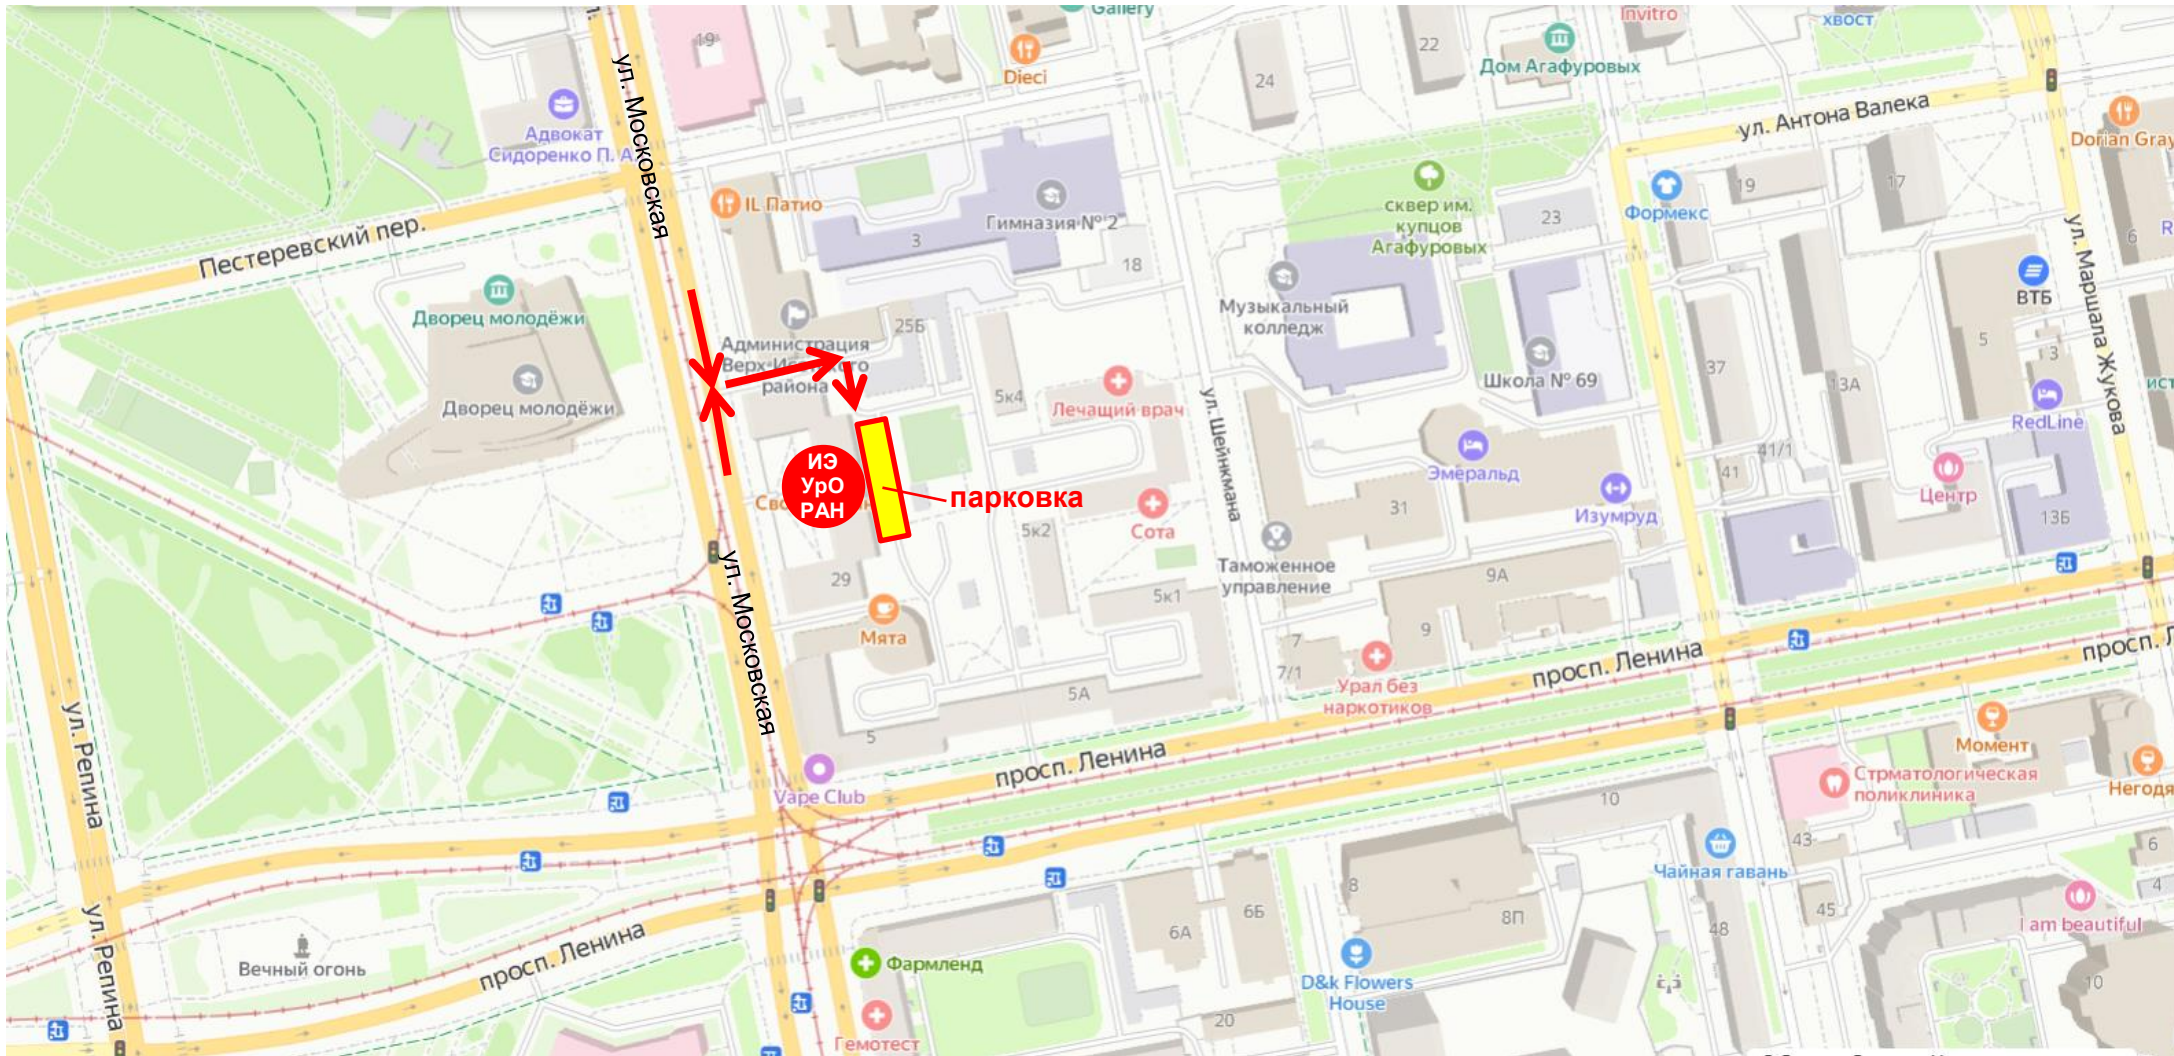 Gallery
Invitro
хвост
19
22
Dieci
Дом Агафуровых
24
ул. Московская
Адвокат
Сидоренко П. А.
ул. Антона Валека
Dorian Gray
IL Патио
Гимназия № 2
3
18
сквер им.
купцов
Агафуровых
23
Формекс
19
17
6
Пестеревский пер.
ул. Маршала Жукова
ВТБ
Дворец молодёжи
Музыкальный
колледж
25Б
Администрация
района
5
3
Школа № 69
37
13А
Дворец молодёжи
5к4
Лечащий врач
RedLine
ул. Шейнкмана
ИЭ
УрО
РАН
парковка
Эмеральд
41/1
41
Центр
Сота
31
Изумруд
13Б
5к2
Таможенное
управление
29
5к1
9А
ул. Московская
Мята
9
7
7/1
просп. Ленина
просп. Л
5А
Урал без
наркотиков
ул. Репина
5
просп. Ленина
Момент
Стрматологическая
поликлиника
Негодя
Vape Club
10
43
6
Чайная гавань
8
4
45
ул. Репина
6А
6Б
8П
48
I am beautiful
Вечный огонь
просп. Ленина
Фармленд
D&k Flowers
House
10
20
Гемотест